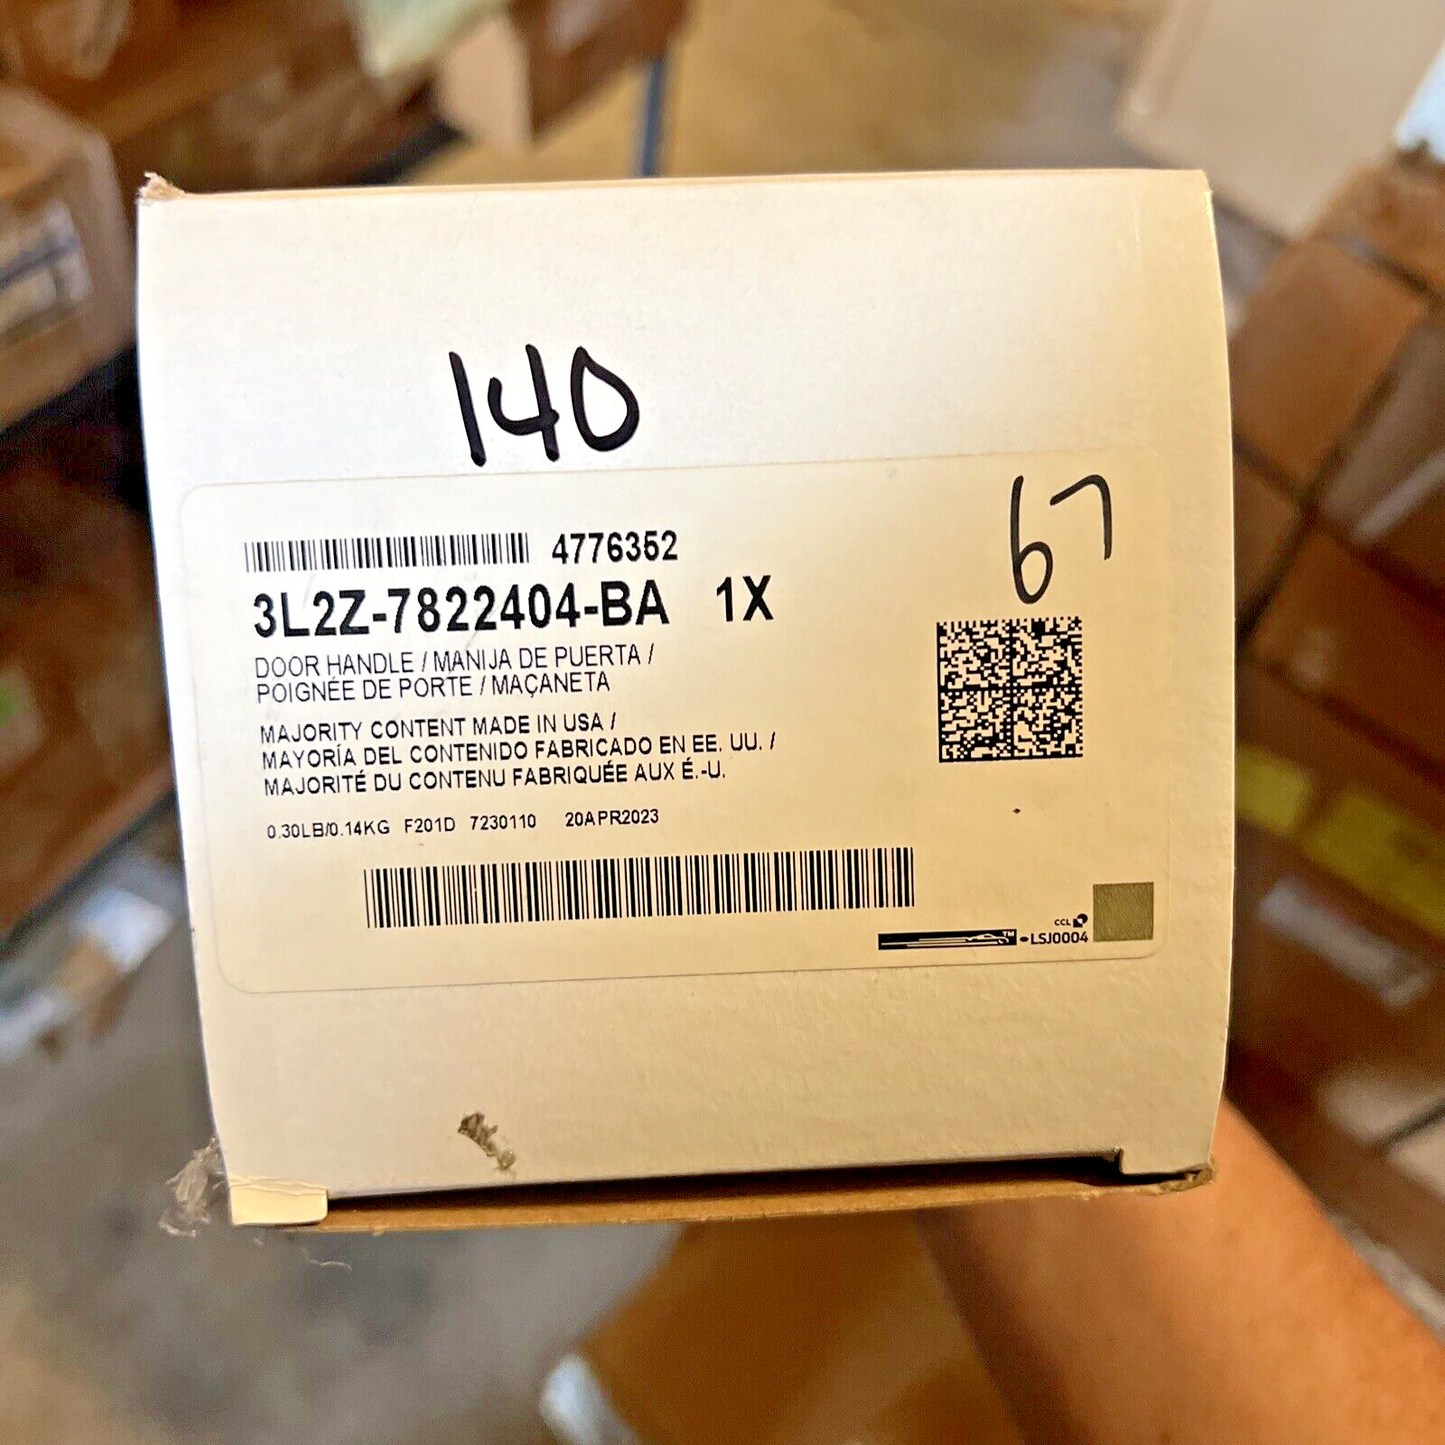 140
67
4776352
3L2Z-7822404-BA 1X
DOOR HANDLE / MANIJA DE PUERTA /
POIGNÉE DE PORTE / MAÇANETA
MAJORITY CONTENT MADE IN USA /
MAYORÍA DEL CONTENIDO FABRICADO EN EE. UU. /
MAJORITÉ DU CONTENU FABRIQUÉE AUX É.-U.
0.30LB/0.14KG F201D 7230110 20APR2023
CCL
TM
LSJ0004